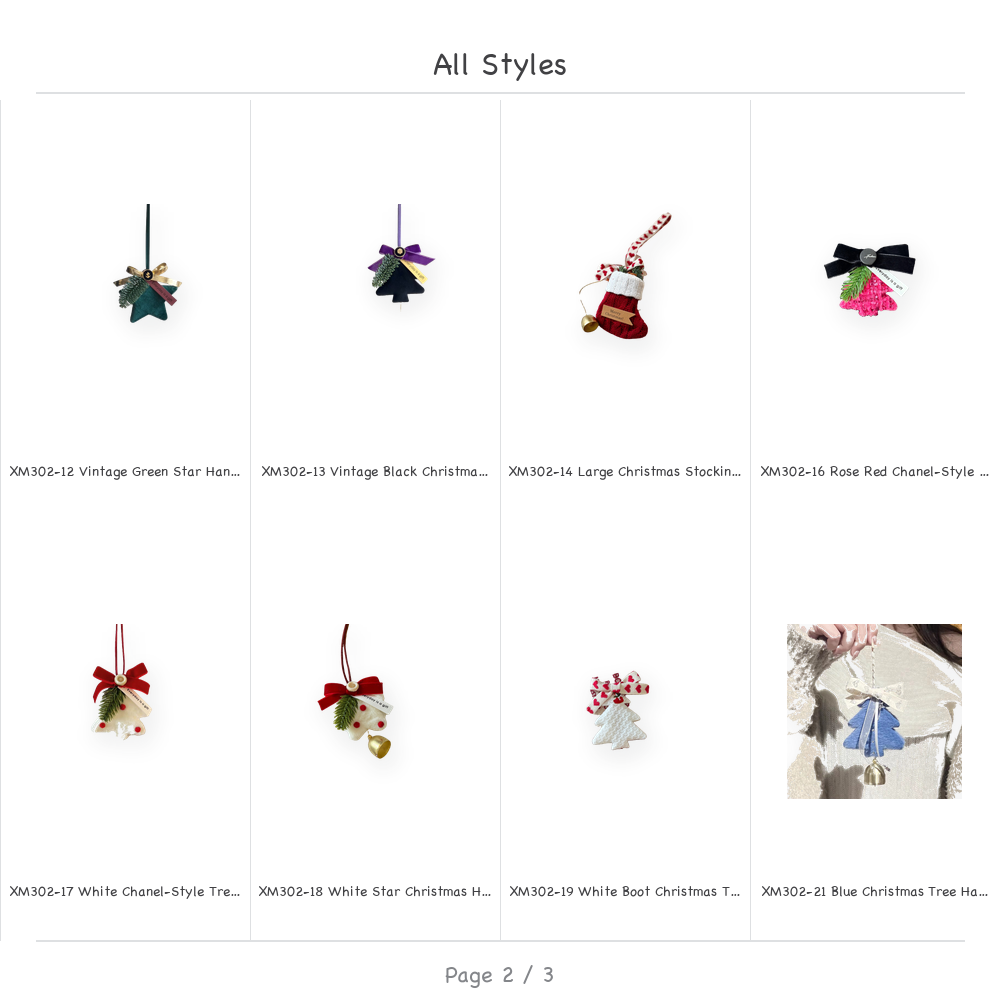 All Styles
XM302-12 Vintage Green Star Han...
XM302-13 Vintage Black Christma...
XM302-14 Large Christmas Stockin...
XM302-16 Rose Red Chanel-Style ...
XM302-17 White Chanel-Style Tre...
XM302-18 White Star Christmas H...
XM302-19 White Boot Christmas T...
XM302-21 Blue Christmas Tree Ha...
Page 2 / 3